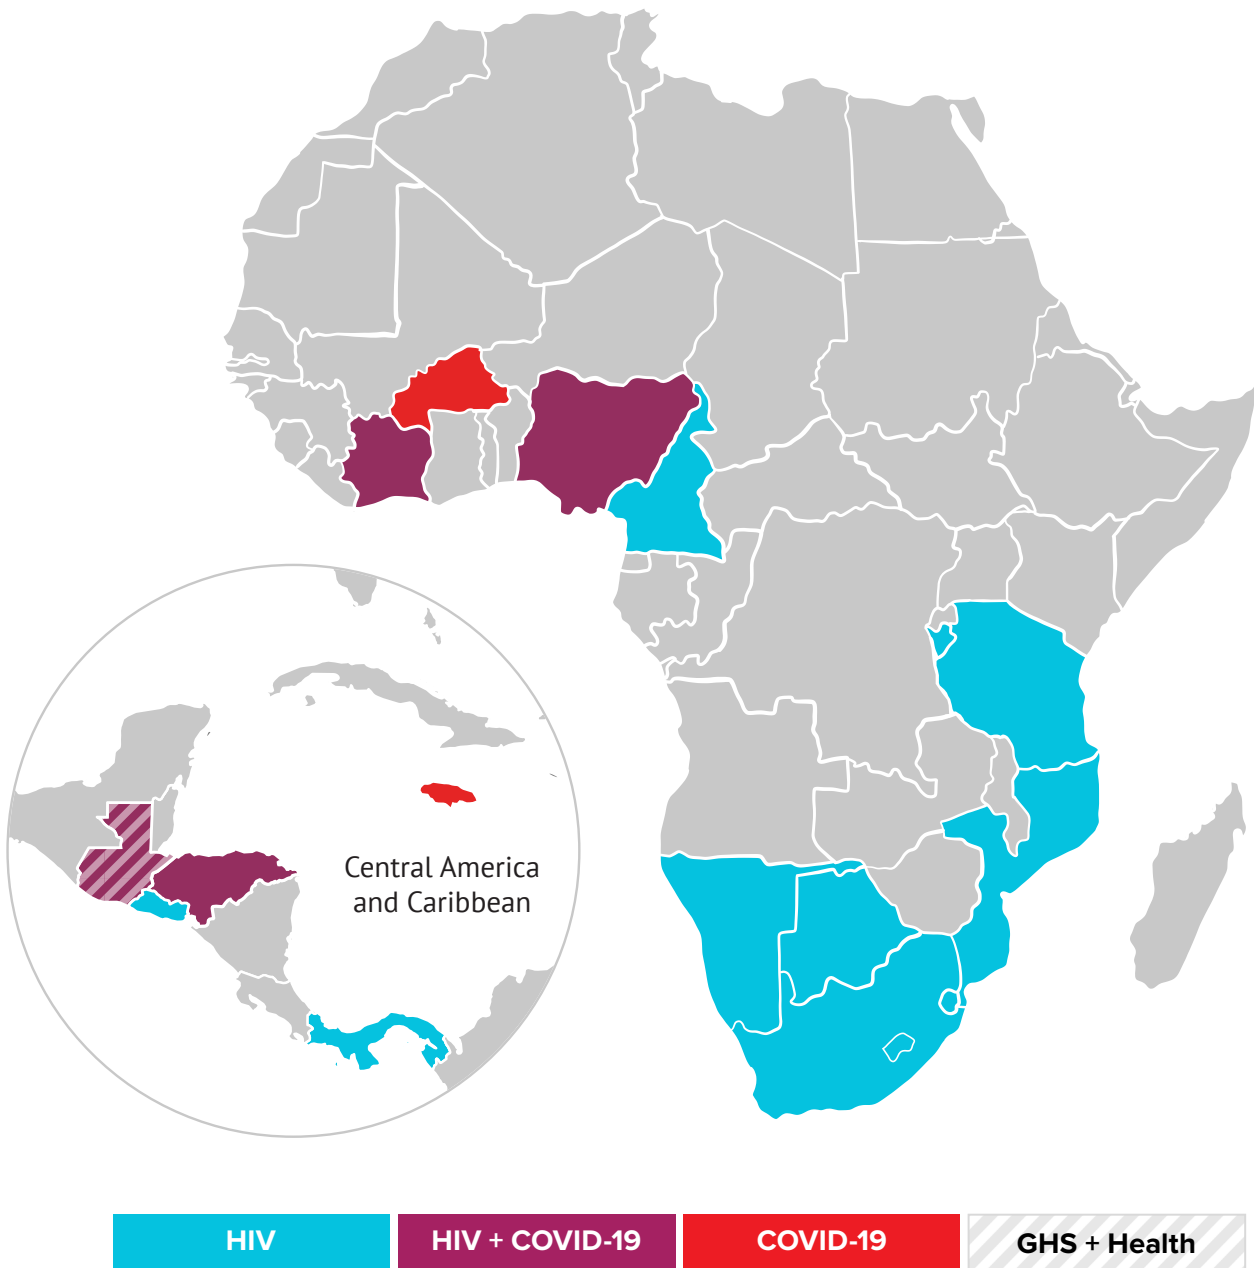 Central America
and Caribbean
HIV
HIV + COVID-19
COVID-19
GHS + Health